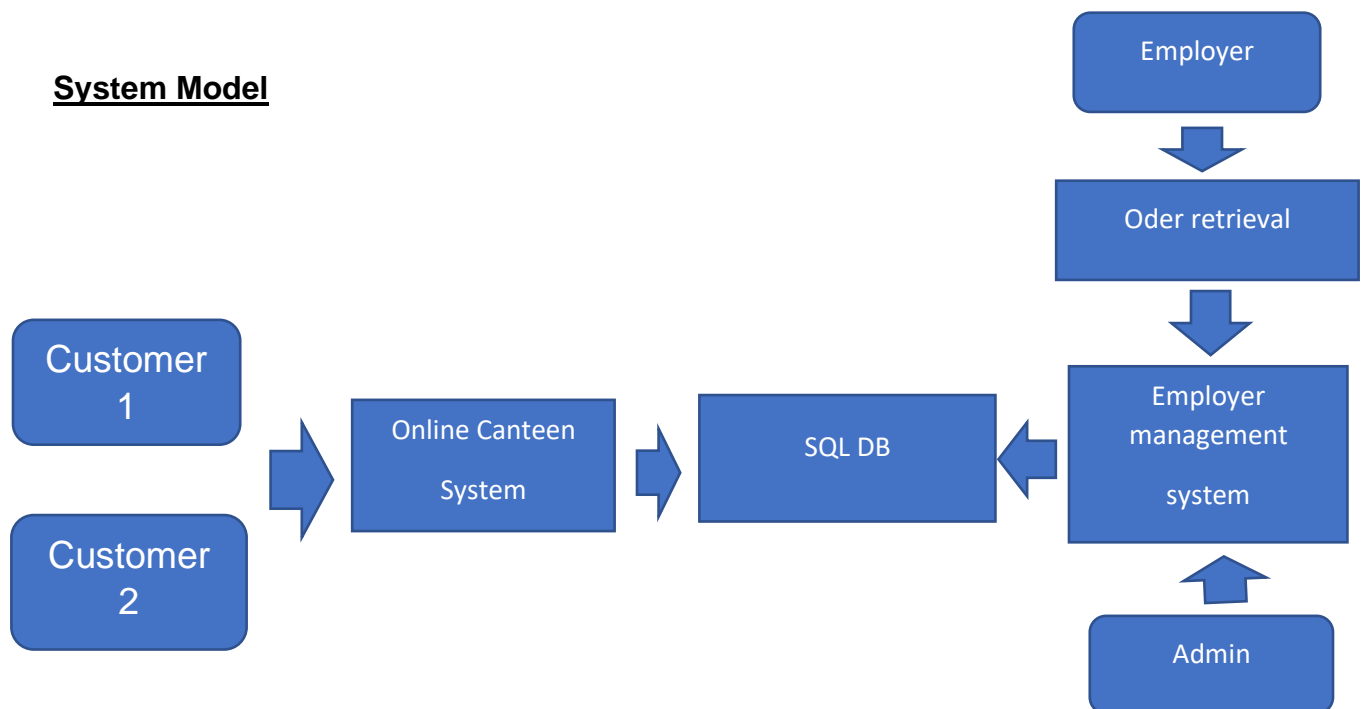 System Model
Employer
Oder retrieval
Customer
1
Customer
2
Online Canteen
System
SQL DB
Employer
management
system
Admin